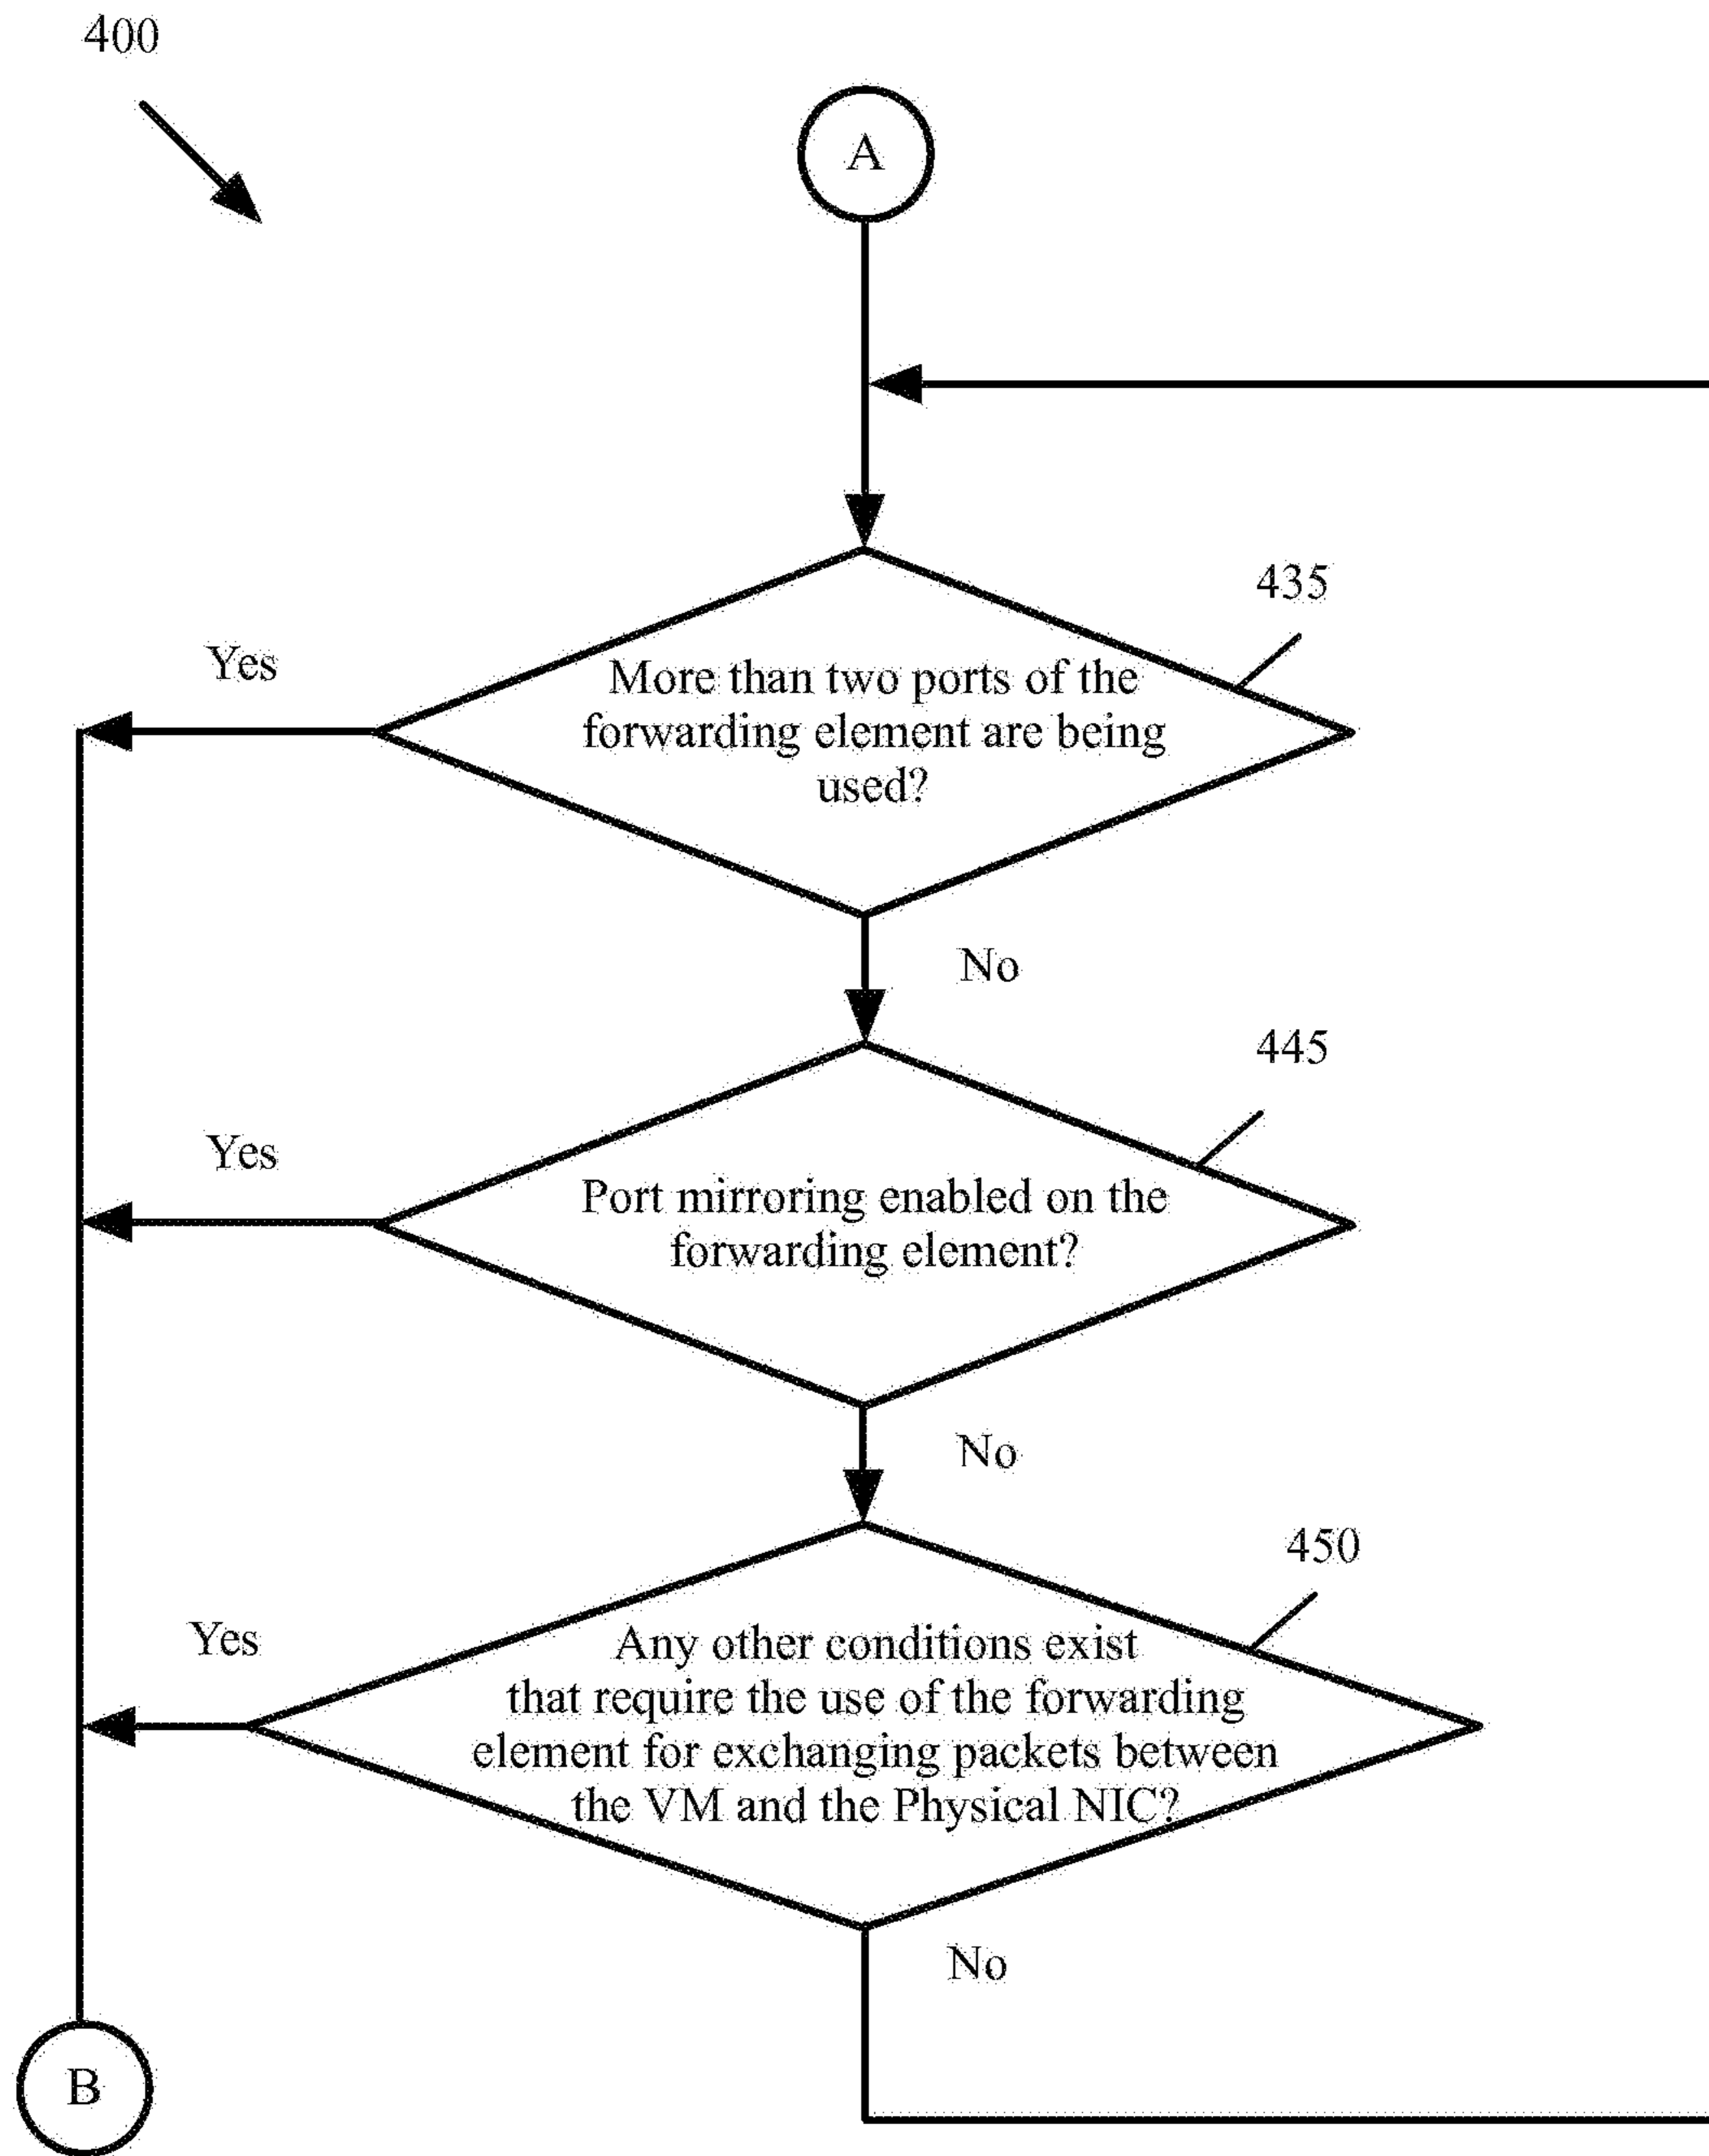 400
A
435
Yes
More than two ports of the
forwarding element are being
used?
No
445
Yes
Port mirroring enabled on the
forwarding element?
No
450
Yes
Any other conditions exist
that require the use of the forwarding
element for exchanging packets between
the VM and the Physical NIC?
No
B